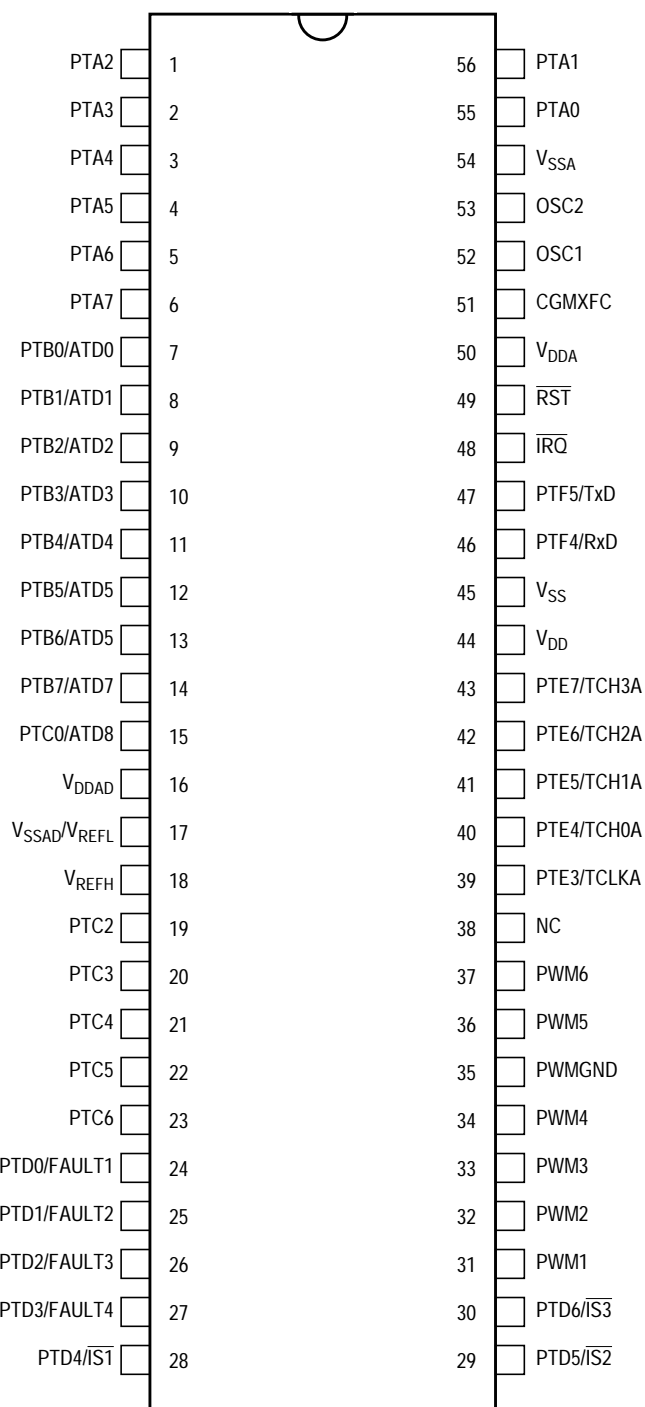 PTA2 1 56 PTA1
PTA3 2 55 PTA0
PTA4 3 54 VSSA
PTA5 4 53 OSC2
PTA6 5 52 OSC1
PTA7 6 51 CGMXFC
PTB0/ATD0 7 50 VDDA
PTB1/ATD1 8 49 R̅S̅T̅
PTB2/ATD2 9 48 I̅R̅Q̅
PTB3/ATD3 10 47 PTF5/TxD
PTB4/ATD4 11 46 PTF4/RxD
PTB5/ATD5 12 45 VSS
PTB6/ATD5 13 44 VDD
PTB7/ATD7 14 43 PTE7/TCH3A
PTC0/ATD8 15 42 PTE6/TCH2A
VDDAD 16 41 PTE5/TCH1A
VSSAD/VREFL 17 40 PTE4/TCH0A
VREFH 18 39 PTE3/TCLKA
PTC2 19 38 NC
PTC3 20 37 PWM6
PTC4 21 36 PWM5
PTC5 22 35 PWMGND
PTC6 23 34 PWM4
PTD0/FAULT1 24 33 PWM3
PTD1/FAULT2 25 32 PWM2
PTD2/FAULT3 26 31 PWM1
PTD3/FAULT4 27 30 PTD6/I̅S̅3̅
PTD4/I̅S̅1̅ 28 29 PTD5/I̅S̅2̅